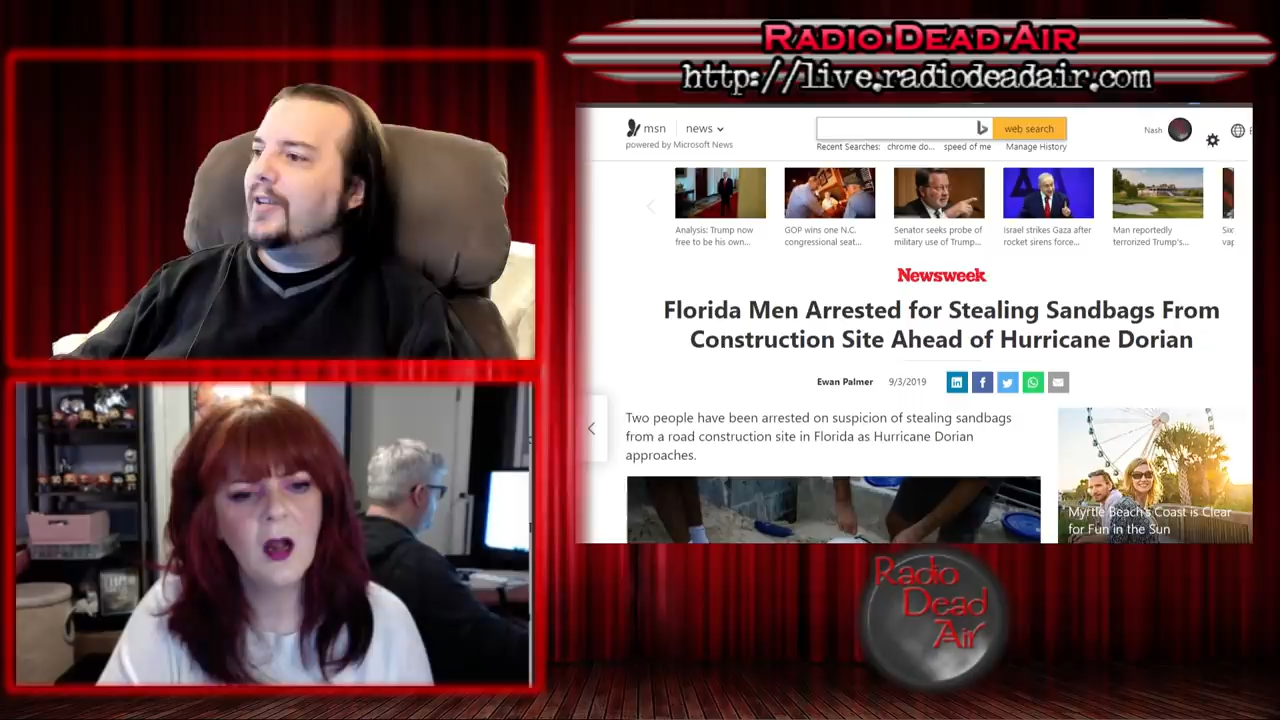 Radio Dead Air
http://live.radiodeadair.com
msn
news
powered by Microsoft News
web search
Recent Searches: chrome do... speed of me Manage History
Nash
Analysis: Trump now
free to be his own...
GOP wins one N.C.
congressional seat...
Senator seeks probe of
military use of Trump...
Israel strikes Gaza after
rocket sirens force...
Man reportedly
terrorized Trump's...
Newsweek
Florida Men Arrested for Stealing Sandbags From
Construction Site Ahead of Hurricane Dorian
Ewan Palmer 9/3/2019
Two people have been arrested on suspicion of stealing sandbags
from a road construction site in Florida as Hurricane Dorian
approaches.
Myrtle Beach's Coast is Clear
for Fun in the Sun
Radio
Dead
Air